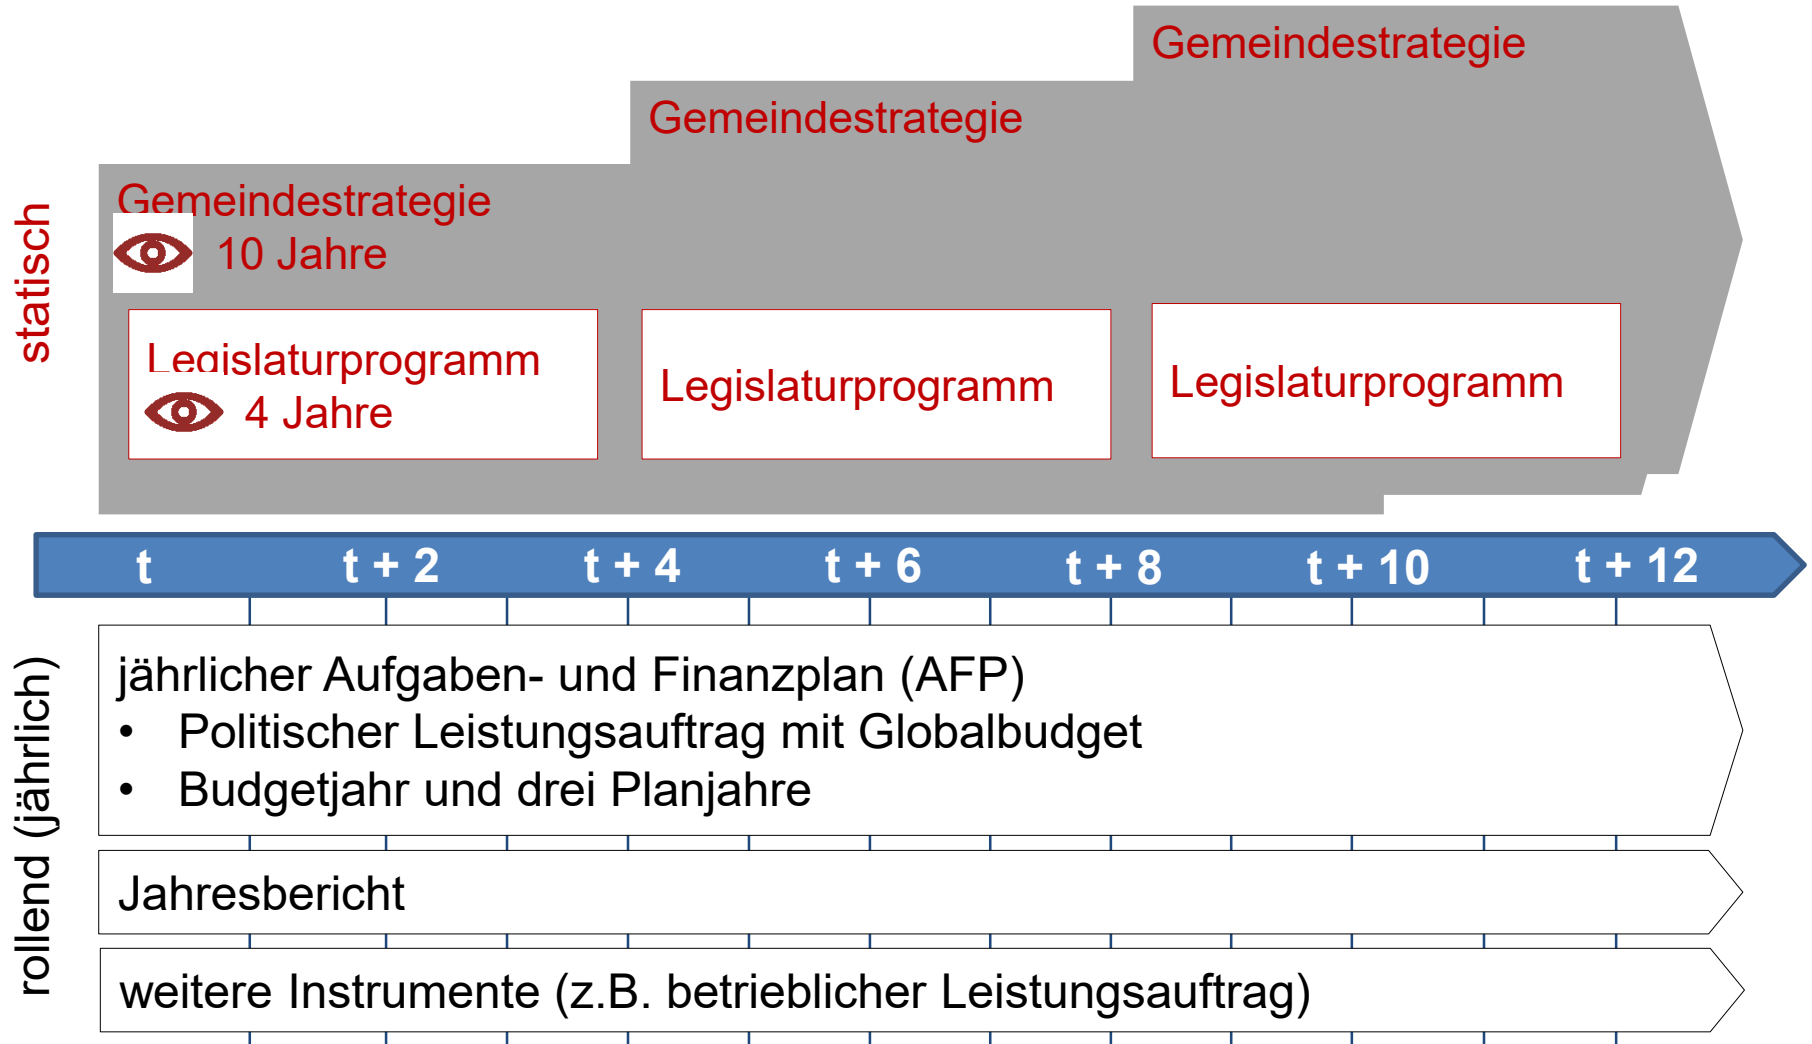 Gemeindestrategie
Gemeindestrategie
Gemeindestrategie
10 Jahre
statisch
Legislaturprogramm
4 Jahre
Legislaturprogramm
Legislaturprogramm
t t + 2 t + 4 t + 6 t + 8 t + 10 t + 12
rollend (jährlich)
jährlicher Aufgaben- und Finanzplan (AFP)
• Politischer Leistungsauftrag mit Globalbudget
• Budgetjahr und drei Planjahre
Jahresbericht
weitere Instrumente (z.B. betrieblicher Leistungsauftrag)